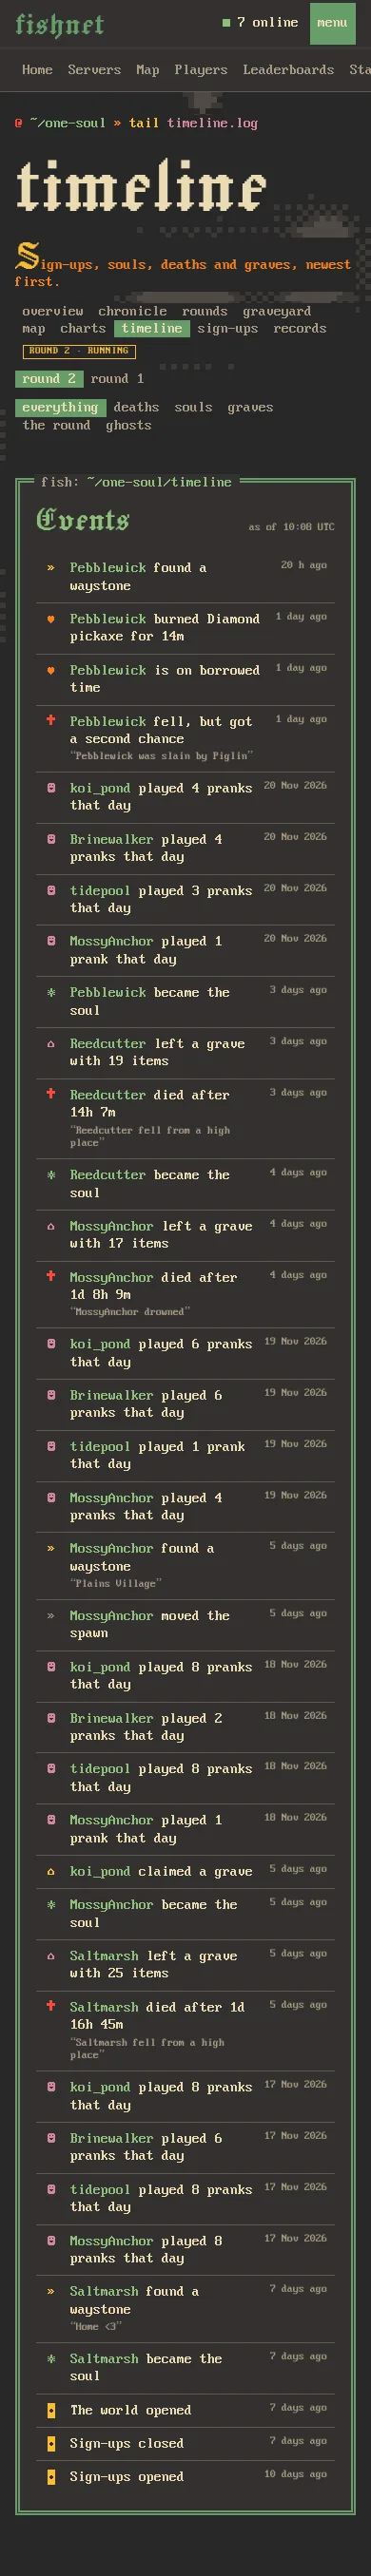 fishnet
7 online
menu
Home Servers Map Players Leaderboards Sta
@ ~/one-soul » tail timeline.log
timeline
Sign-ups, souls, deaths and graves, newest
first.
overview chronicle rounds graveyard
map charts timeline sign-ups records
ROUND 2 · RUNNING
round 2 round 1
everything deaths souls graves
the round ghosts
fish: ~/one-soul/timeline
Events as of 10:08 UTC
» Pebblewick found a 20 h ago
waystone
Pebblewick burned Diamond 1 day ago
pickaxe for 14m
Pebblewick is on borrowed 1 day ago
time
Pebblewick fell, but got 1 day ago
a second chance
“Pebblewick was slain by Piglin”
koi_pond played 4 pranks 20 Nov 2026
that day
Brinewalker played 4 20 Nov 2026
pranks that day
tidepool played 3 pranks 20 Nov 2026
that day
MossyAnchor played 1 20 Nov 2026
prank that day
Pebblewick became the 3 days ago
soul
Reedcutter left a grave 3 days ago
with 19 items
Reedcutter died after 3 days ago
14h 7m
“Reedcutter fell from a high
place”
Reedcutter became the 4 days ago
soul
MossyAnchor left a grave 4 days ago
with 17 items
MossyAnchor died after 4 days ago
1d 8h 9m
“MossyAnchor drowned”
koi_pond played 6 pranks 19 Nov 2026
that day
Brinewalker played 6 19 Nov 2026
pranks that day
tidepool played 1 prank 19 Nov 2026
that day
MossyAnchor played 4 19 Nov 2026
pranks that day
» MossyAnchor found a 5 days ago
waystone
“Plains Village”
» MossyAnchor moved the 5 days ago
spawn
koi_pond played 8 pranks 18 Nov 2026
that day
Brinewalker played 2 18 Nov 2026
pranks that day
tidepool played 8 pranks 18 Nov 2026
that day
MossyAnchor played 1 18 Nov 2026
prank that day
koi_pond claimed a grave 5 days ago
MossyAnchor became the 5 days ago
soul
Saltmarsh left a grave 5 days ago
with 25 items
Saltmarsh died after 1d 5 days ago
16h 45m
“Saltmarsh fell from a high
place”
koi_pond played 8 pranks 17 Nov 2026
that day
Brinewalker played 6 17 Nov 2026
pranks that day
tidepool played 8 pranks 17 Nov 2026
that day
MossyAnchor played 8 17 Nov 2026
pranks that day
» Saltmarsh found a 7 days ago
waystone
“Home <3”
Saltmarsh became the 7 days ago
soul
The world opened 7 days ago
Sign-ups closed 7 days ago
Sign-ups opened 10 days ago